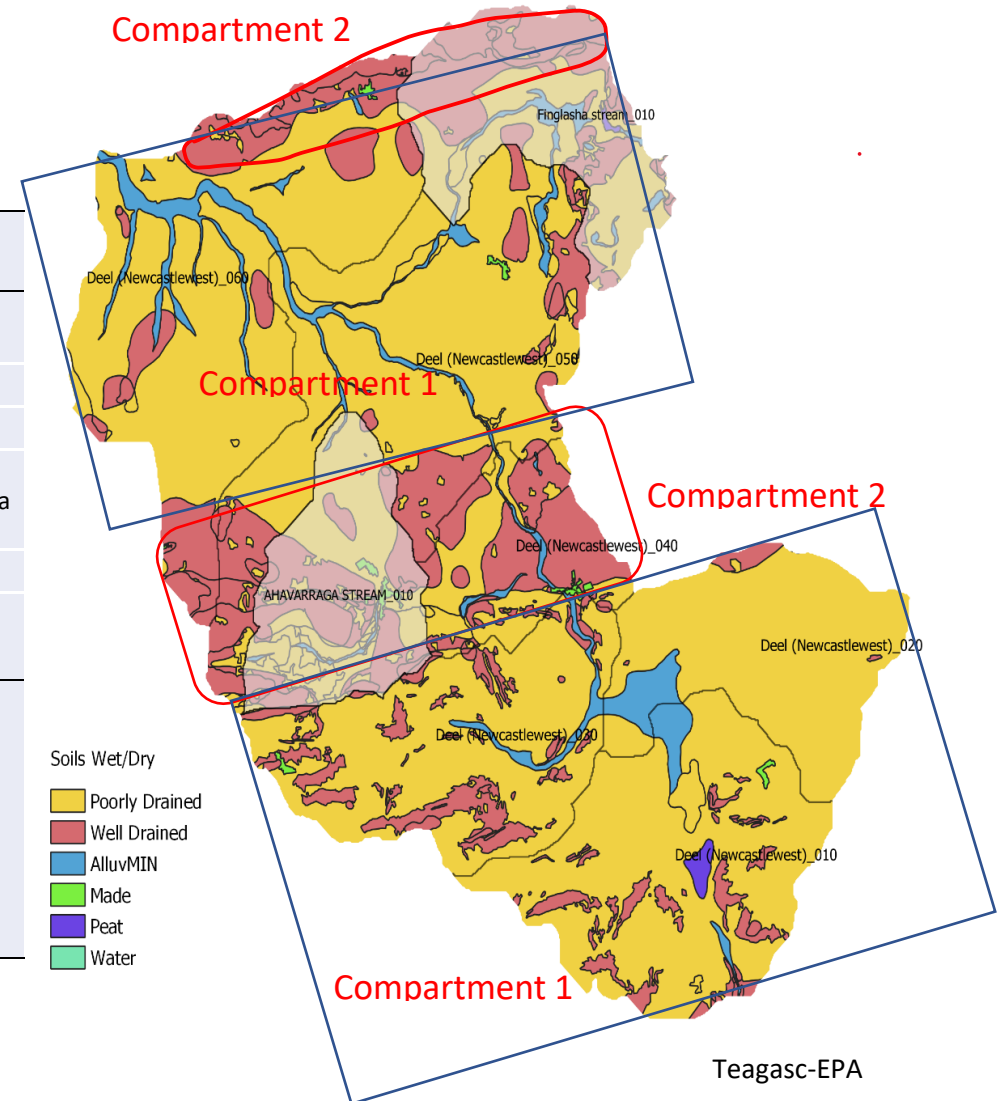 Compartment 2
Finglasha stream_010
a
Deel (Newcastlewest)_060
Deel (Newcastlewest)_050
Compartment 1
Compartment 2
Deel (Newcastlewest)_040
AHAVARRAGA STREAM_010
Deel (Newcastlewest)_020
Deel (Newcastlewest)_030
Deel (Newcastlewest)_010
Soils Wet/Dry
Poorly Drained
Well Drained
AlluvMIN
Made
Peat
Water
Compartment 1
Teagasc-EPA